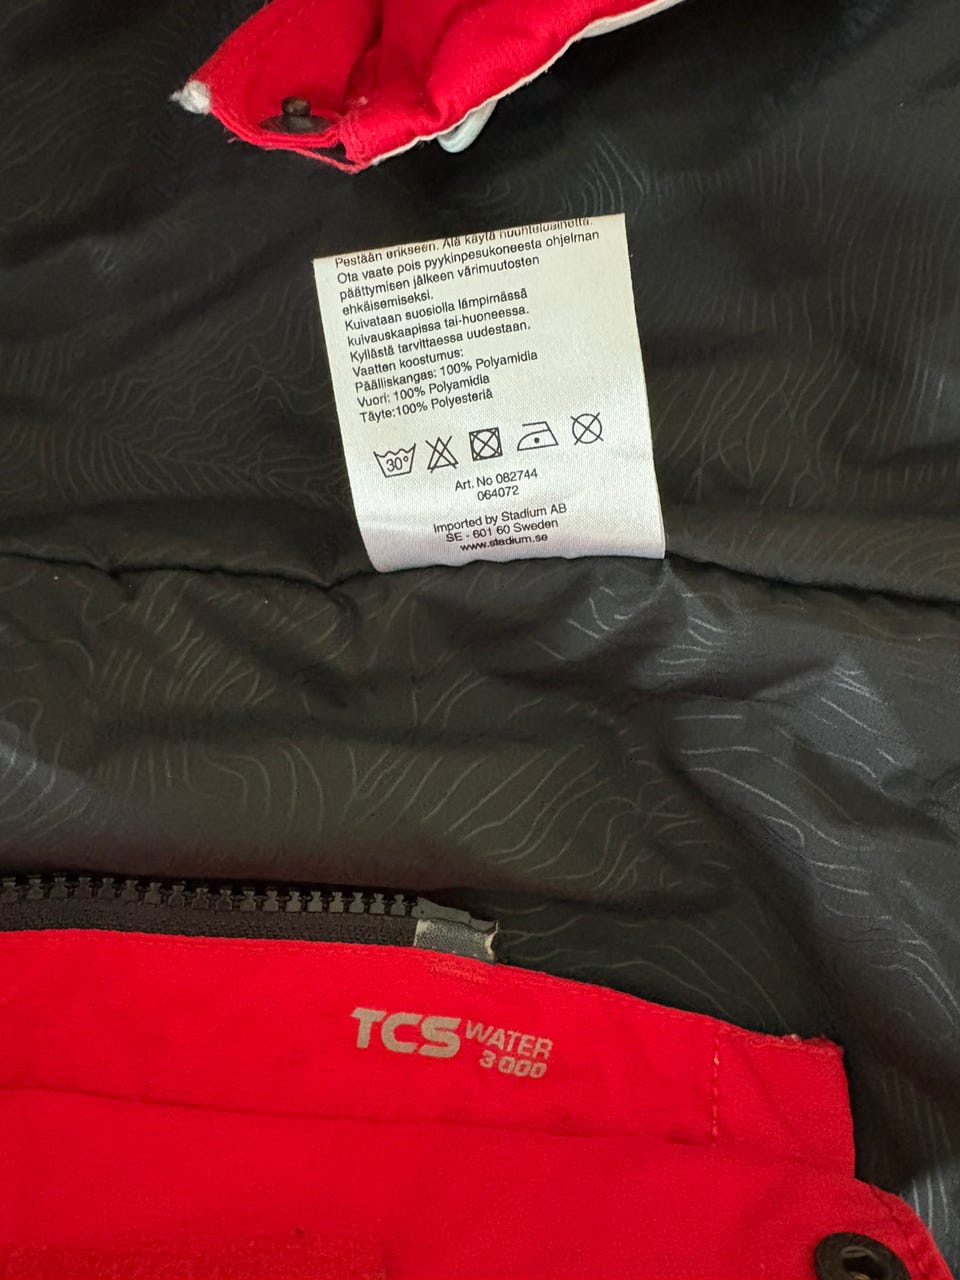 Pestään erikseen. Älä käytä huuhteluainetta.
Ota vaate pois pyykinpesukoneesta ohjelman
päättymisen jälkeen värimuutosten
ehkäisemiseksi.
Kuivataan suosiolla lämpimässä
kuivauskaapissa tai-huoneessa.
Kyllästä tarvittaessa uudestaan,
Vaatten koostumus:
Päälliskangas: 100% Polyamidia
Vuori: 100% Polyamidia
Täyte:100% Polyesteriä
30°
Art. No 082744
064072
Imported by Stadium AB
SE - 601 60 Sweden
www.stadium.se
TCS WATER
3 000